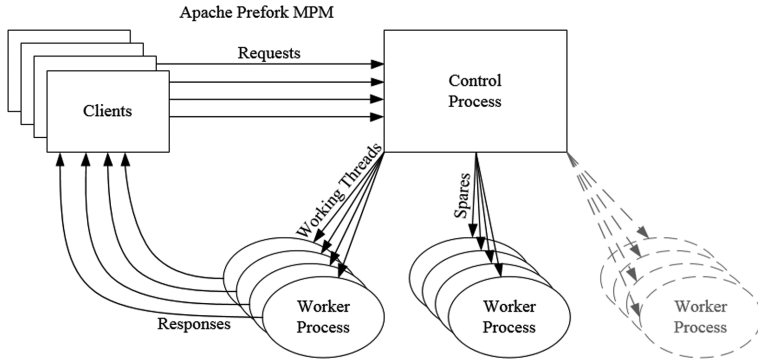 Apache Prefork MPM
Requests
Control
Process
Clients
Working Threads
Spares
Worker
Process
Worker
Process
Worker
Process
Responses